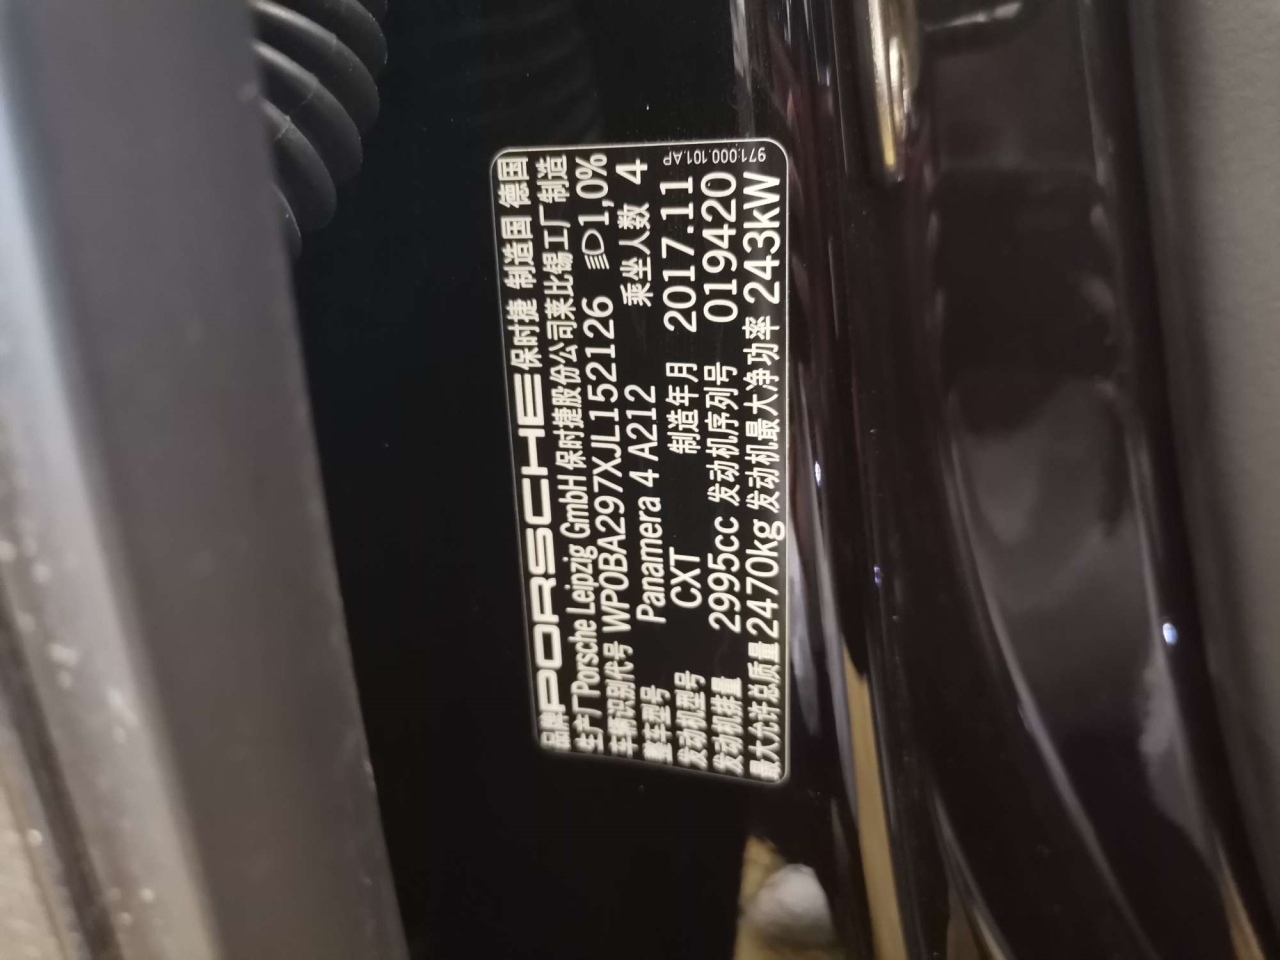 品牌 PORSCHE 保时捷 制造国 德国
生产厂 Porsche Leipzig GmbH 保时捷股份公司莱比锡工厂制造
车辆识别代号 WP0BA297XJL152126 1,0%
整车型号 Panamera 4 A212 乘坐人数 4
发动机型号 CXT 制造年月 2017.11
发动机排量 2995cc 发动机序列号 019420
最大允许总质量 2470kg 发动机最大净功率 243kW
971.000.101.AP